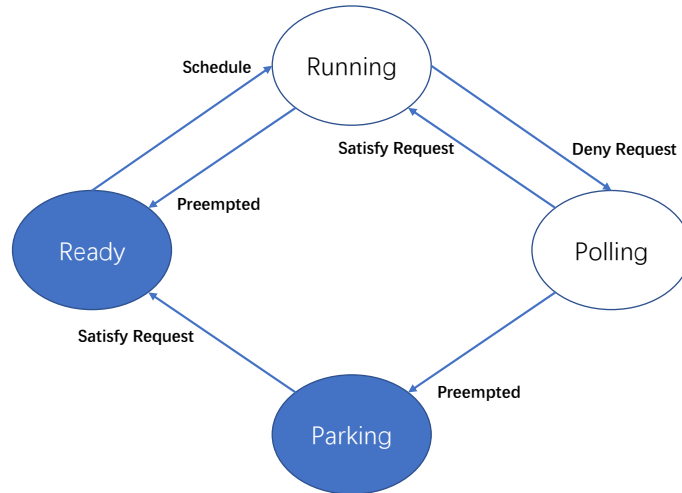 Running
Schedule
Satisfy Request
Deny Request
Preempted
Ready
Polling
Satisfy Request
Preempted
Parking